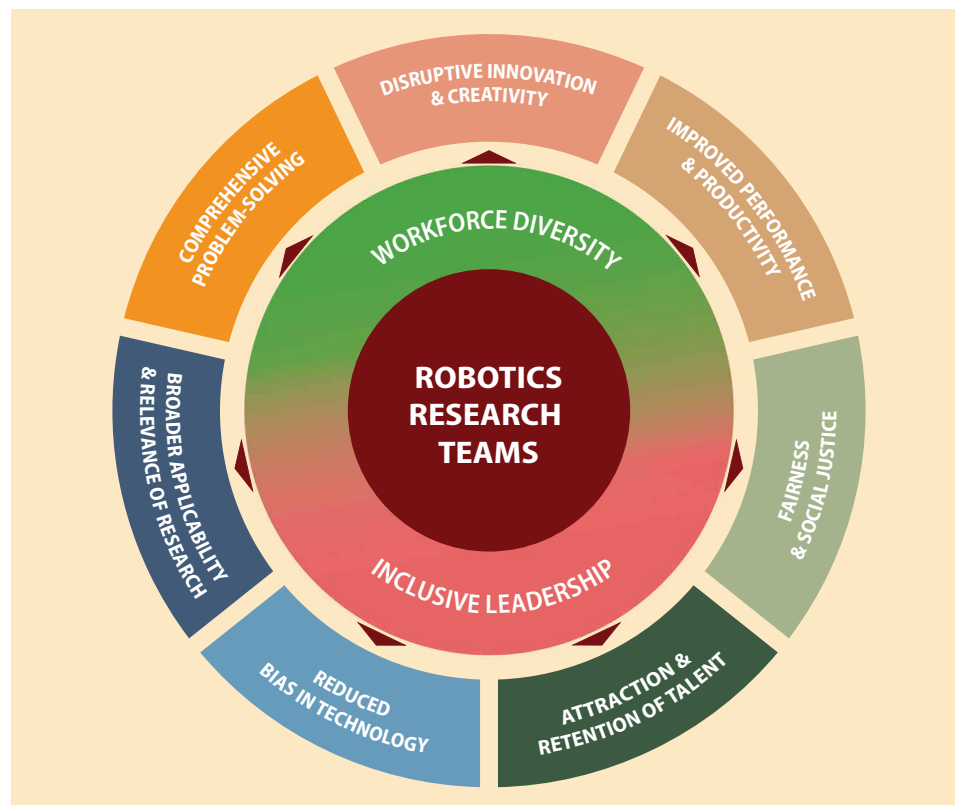 DISRUPTIVE INNOVATION
& CREATIVITY
IMPROVED PERFORMANCE
& PRODUCTIVITY
FAIRNESS
& SOCIAL JUSTICE
ATTRACTION &
RETENTION OF TALENT
REDUCED
BIAS IN TECHNOLOGY
BROADER APPLICABILITY
& RELEVANCE OF RESEARCH
COMPREHENSIVE
PROBLEM-SOLVING
WORKFORCE DIVERSITY
ROBOTICS
RESEARCH
TEAMS
INCLUSIVE LEADERSHIP